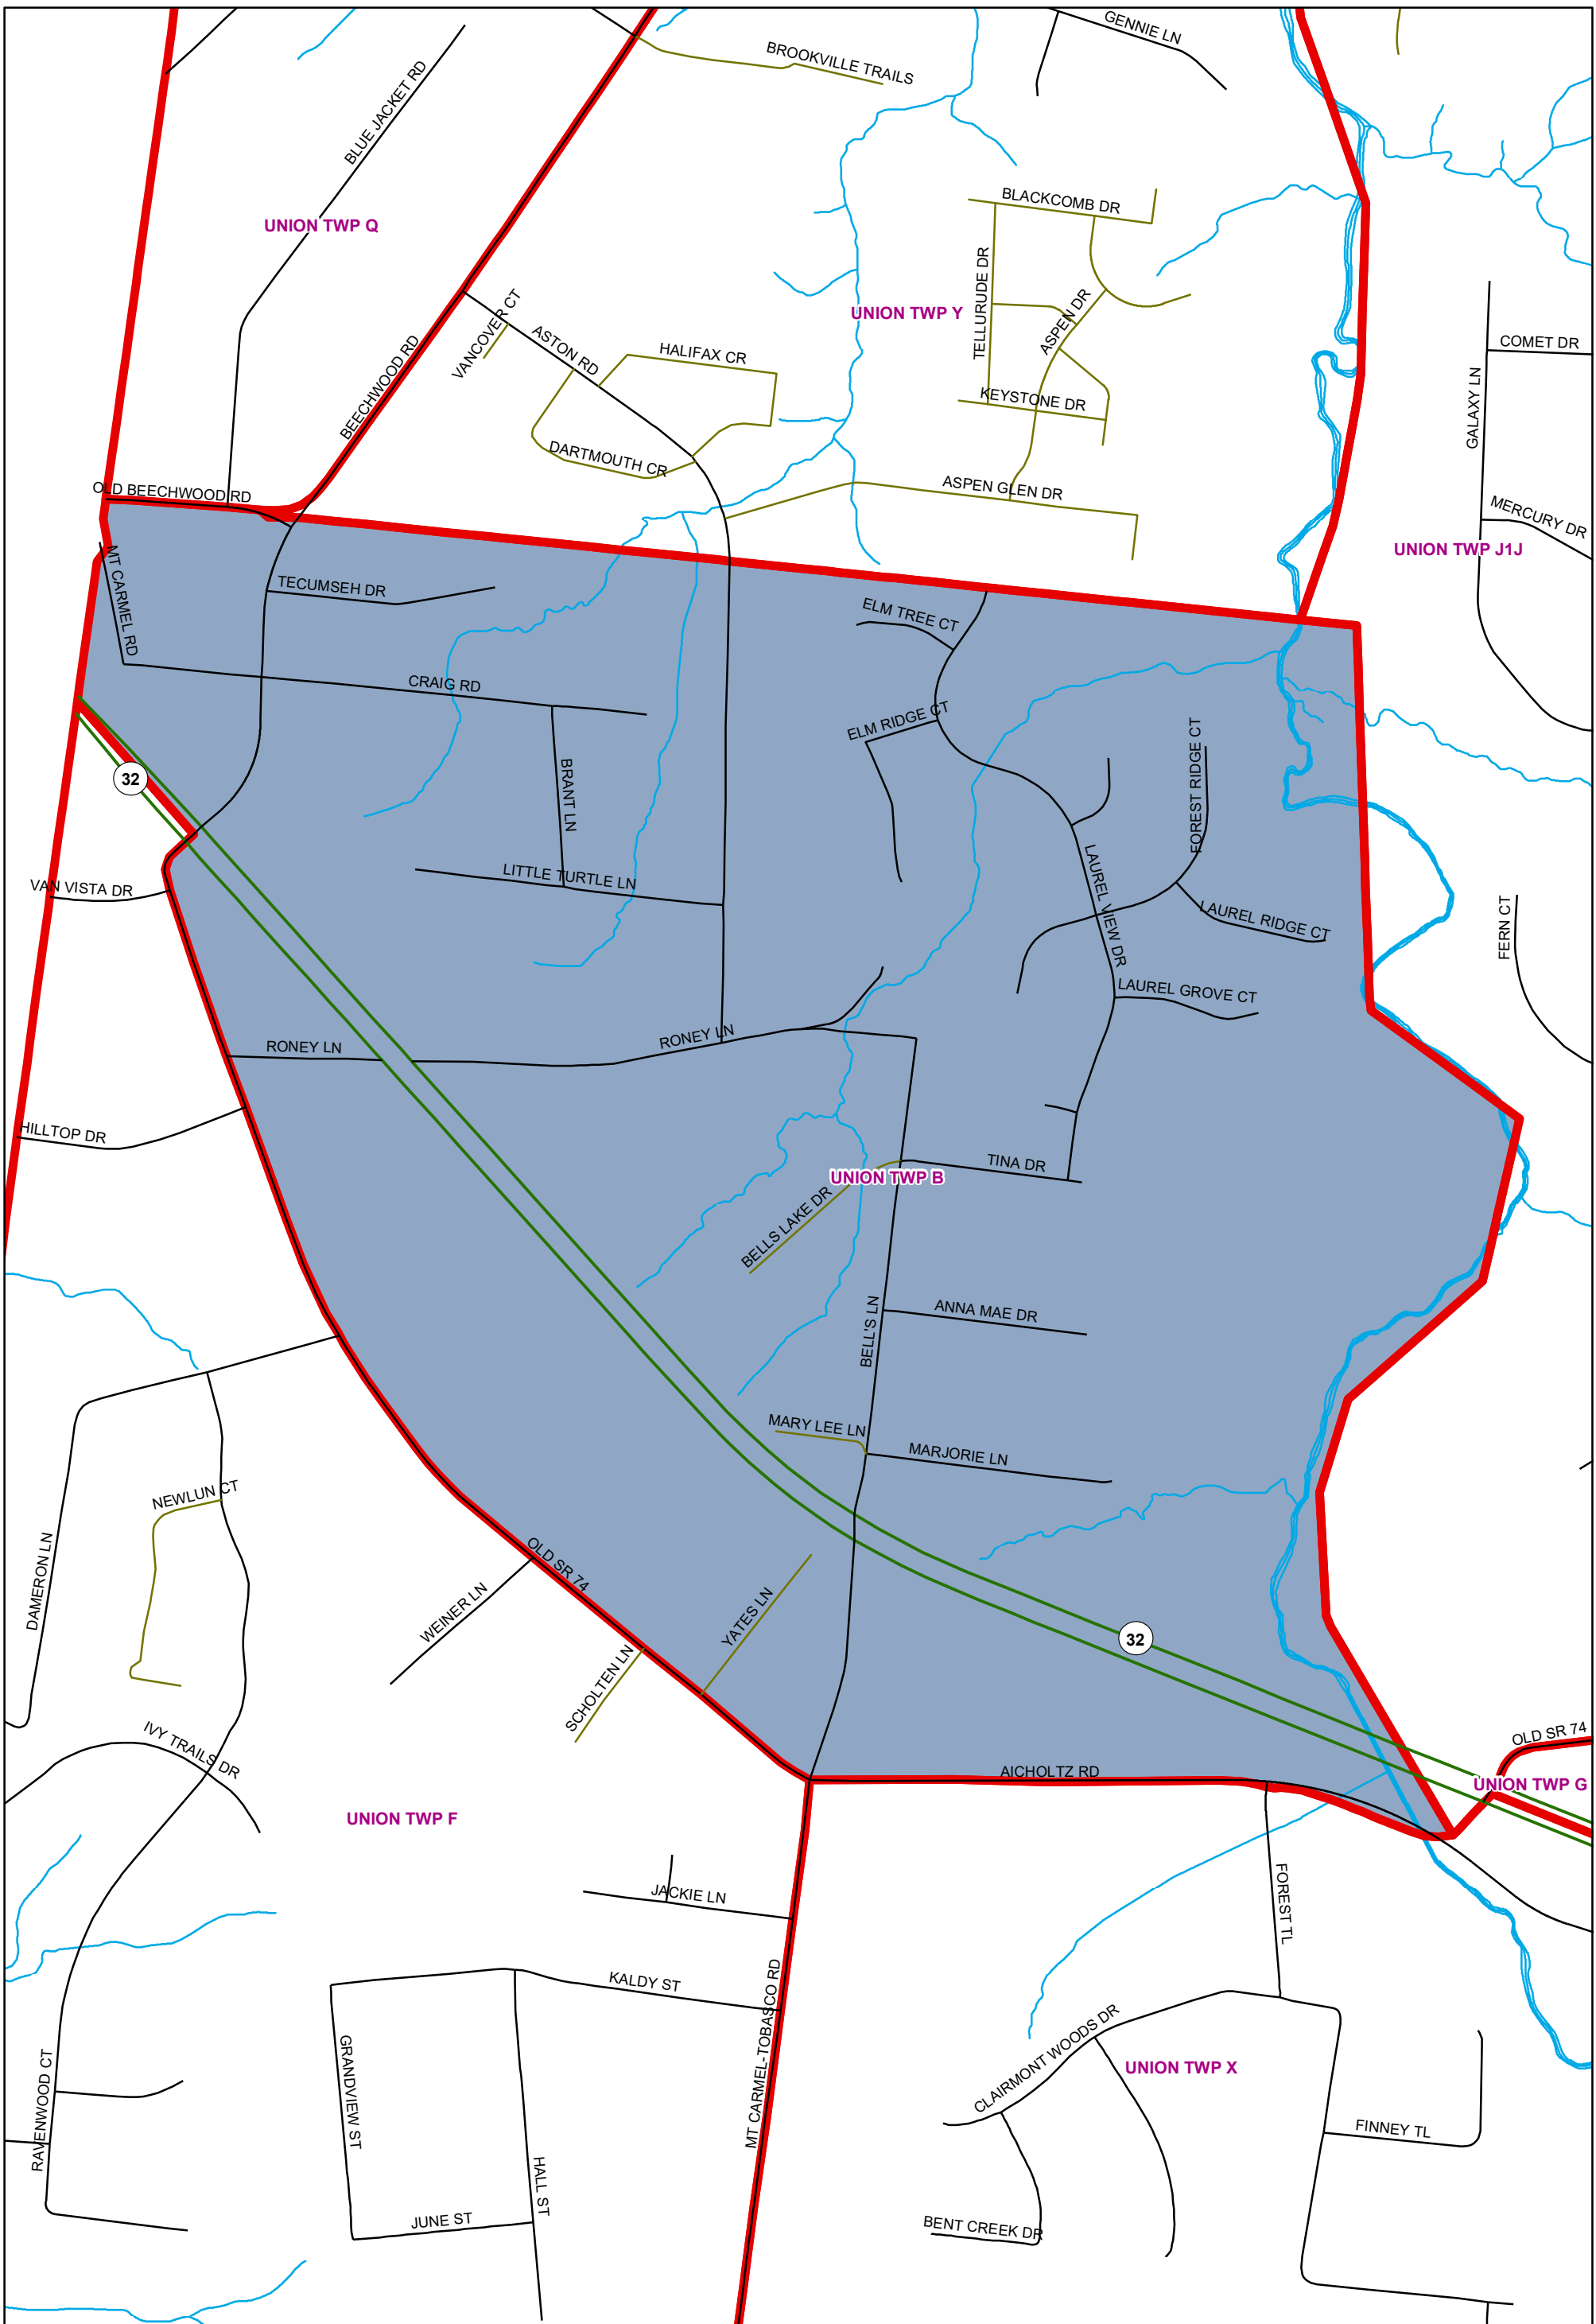 GENNIE LN
BROOKVILLE TRAILS
BLUE JACKET RD
BLACKCOMB DR
UNION TWP Q
TELLURUDE DR
UNION TWP Y
ASPEN DR
VANCOVER CT
ASTON RD
HALIFAX CR
COMET DR
BEECHWOOD RD
GALAXY LN
KEYSTONE DR
DARTMOUTH CR
ASPEN GLEN DR
OLD BEECHWOOD RD
MERCURY DR
UNION TWP J1J
MT CARMEL RD
TECUMSEH DR
ELM TREE CT
CRAIG RD
ELM RIDGE CT
FOREST RIDGE CT
32
BRANT LN
LITTLE TURTLE LN
VAN VISTA DR
LAUREL VIEW DR
LAUREL RIDGE CT
FERN CT
LAUREL GROVE CT
RONEY LN
RONEY LN
HILLTOP DR
TINA DR
UNION TWP B
BELLS LAKE DR
ANNA MAE DR
BELL'S LN
MARY LEE LN
MARJORIE LN
NEWLUN CT
DAMERON LN
OLD SR 74
WEINER LN
YATES LN
32
SCHOLTEN LN
IVY TRAILS DR
OLD SR 74
AICHOLTZ RD
UNION TWP G
UNION TWP F
JACKIE LN
FOREST TL
KALDY ST
MT CARMEL-TOBASCO RD
CLAIRMONT WOODS DR
UNION TWP X
RAVENWOOD CT
GRANDVIEW ST
FINNEY TL
HALL ST
JUNE ST
BENT CREEK DR